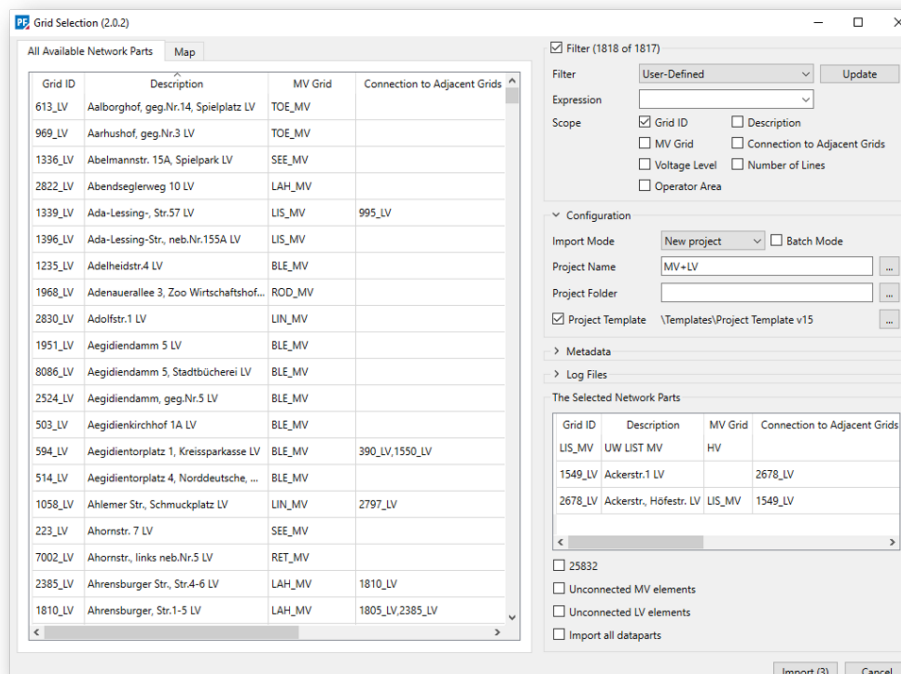 PF Grid Selection (2.0.2)
All Available Network Parts Map
Grid ID Description MV Grid Connection to Adjacent Grids
613_LV Aalborghof, geg.Nr.14, Spielplatz LV TOE_MV
969_LV Aarhushof, geg.Nr.3 LV TOE_MV
1336_LV Abelmannstr. 15A, Spielpark LV SEE_MV
2822_LV Abendseglerweg 10 LV LAH_MV
1339_LV Ada-Lessing-, Str.57 LV LIS_MV 995_LV
1396_LV Ada-Lessing-Str., neb.Nr.155A LV LIS_MV
1235_LV Adelheidstr.4 LV BLE_MV
1968_LV Adenauerallee 3, Zoo Wirtschaftshof... ROD_MV
2830_LV Adolfstr.1 LV LIN_MV
1951_LV Aegidiendamm 5 LV BLE_MV
8086_LV Aegidiendamm 5, Stadtbücherei LV BLE_MV
2524_LV Aegidiendamm, geg.Nr.5 LV BLE_MV
503_LV Aegidienkirchhof 1A LV BLE_MV
594_LV Aegidientorplatz 1, Kreissparkasse LV BLE_MV 390_LV,1550_LV
514_LV Aegidientorplatz 4, Norddeutsche, ... BLE_MV
1058_LV Ahlemer Str., Schmuckplatz LV LIN_MV 2797_LV
223_LV Ahornstr. 7 LV SEE_MV
7002_LV Ahornstr., links neb.Nr.5 LV RET_MV
2385_LV Ahrensburger Str., Str.4-6 LV LAH_MV 1810_LV
1810_LV Ahrensburger, Str.1-5 LV LAH_MV 1805_LV,2385_LV
Filter (1818 of 1817)
Filter User-Defined Update
Expression
Scope Grid ID Description
MV Grid Connection to Adjacent Grids
Voltage Level Number of Lines
Operator Area
Configuration
Import Mode New project Batch Mode
Project Name MV+LV ...
Project Folder ...
Project Template \Templates\Project Template v15 ...
Metadata
Log Files
The Selected Network Parts
Grid ID Description MV Grid Connection to Adjacent Grids
LIS_MV UW LIST MV HV
1549_LV Ackerstr.1 LV 2678_LV
2678_LV Ackerstr., Höfestr. LV LIS_MV 1549_LV
25832
Unconnected MV elements
Unconnected LV elements
Import all dataparts
Import (3) Cancel